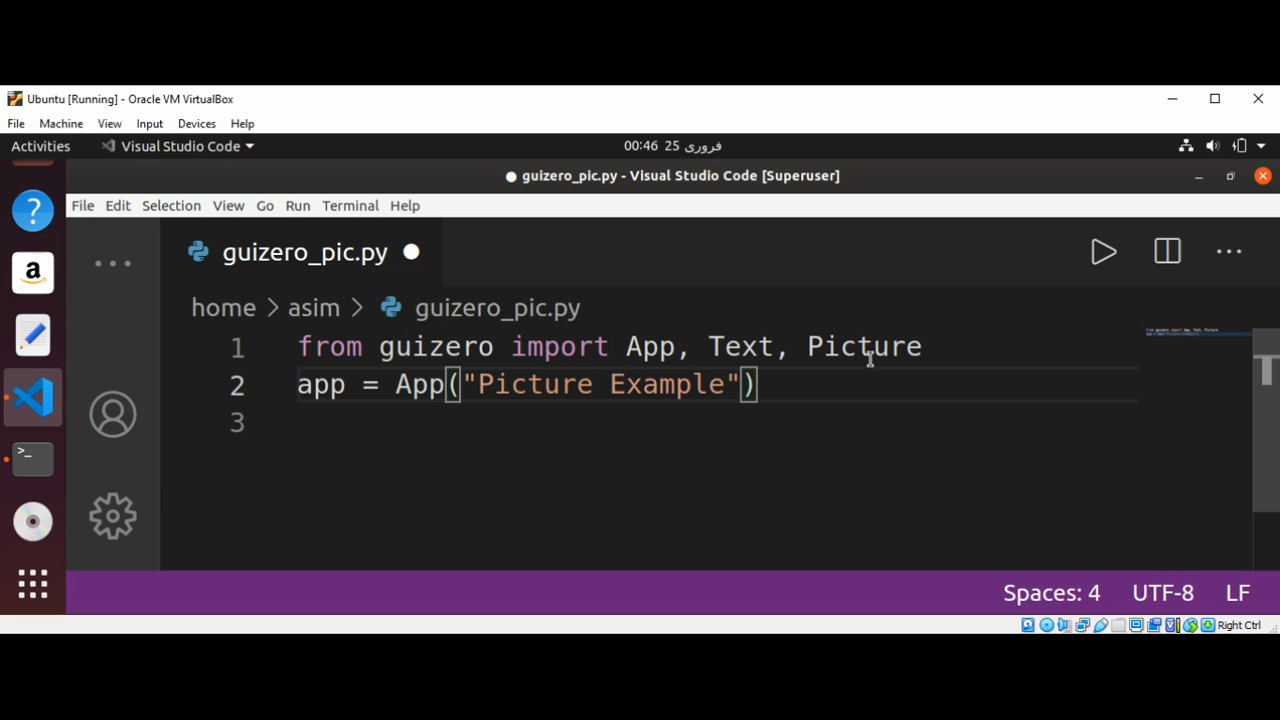 Ubuntu [Running] - Oracle VM VirtualBox
File Machine View Input Devices Help
Activities Visual Studio Code 00:46 25 فروری
guizero_pic.py - Visual Studio Code [Superuser]
File Edit Selection View Go Run Terminal Help
guizero_pic.py
home > asim > guizero_pic.py
1 from guizero import App, Text, Picture
2 app = App("Picture Example")
3
Spaces: 4 UTF-8 LF
Right Ctrl